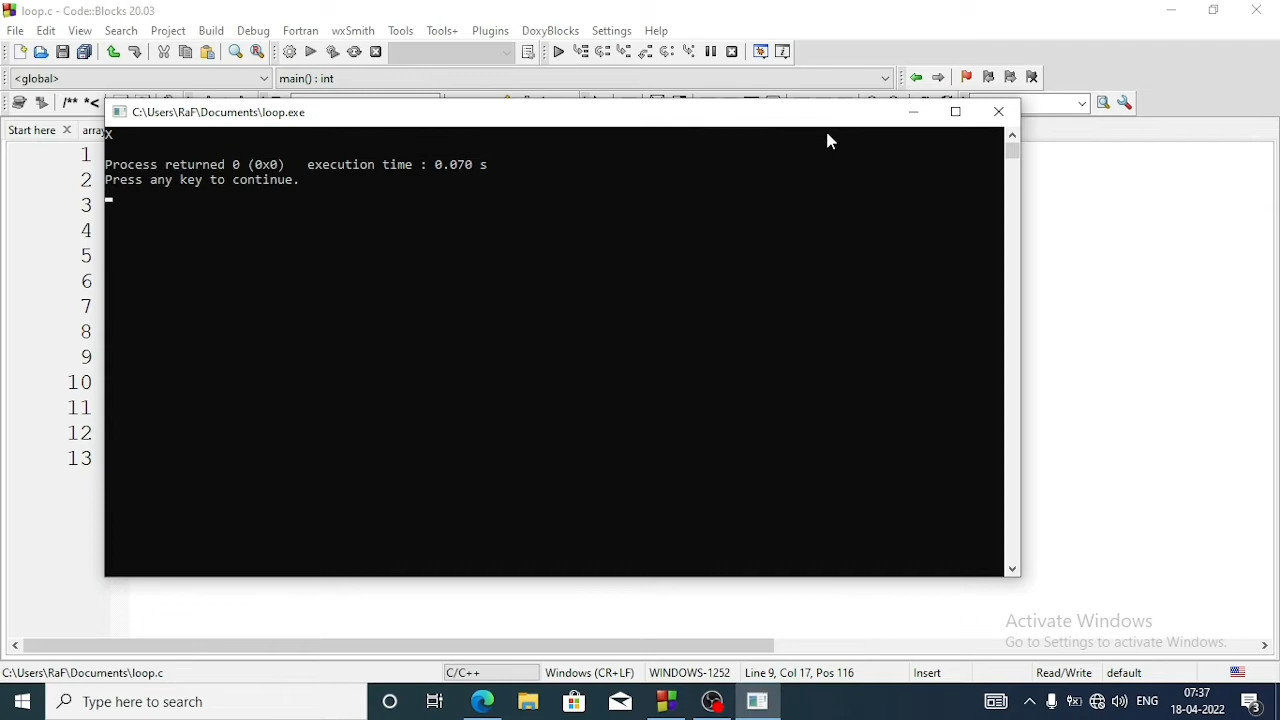 loop.c - Code::Blocks 20.03
File Edit View Search Project Build Debug Fortran wxSmith Tools Tools+ Plugins DoxyBlocks Settings Help
<global> main() : int
/** *<
C:\Users\RaF\Documents\loop.exe
Start here
X
1
Process returned 0 (0x0)   execution time : 0.070 s
2
Press any key to continue.
3
4
5
6
7
8
9
10
11
12
13
Activate Windows
Go to Settings to activate Windows.
C:\Users\RaF\Documents\loop.c C/C++ Windows (CR+LF) WINDOWS-1252 Line 9, Col 17, Pos 116 Insert Read/Write default
Type here to search ENG 07:37
18-04-2022 3